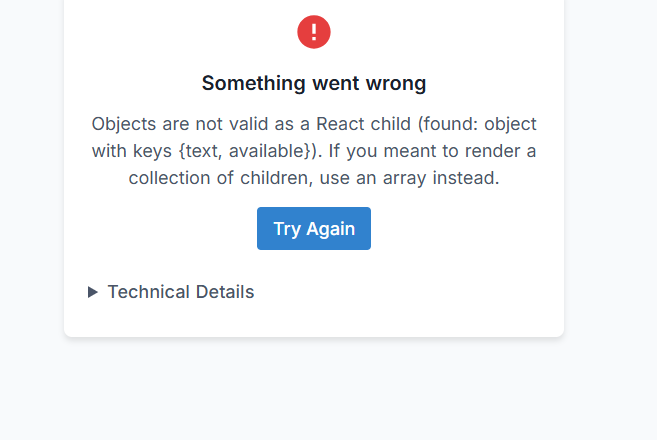 Something went wrong
Objects are not valid as a React child (found: object
with keys {text, available}). If you meant to render a
collection of children, use an array instead.
Try Again
Technical Details